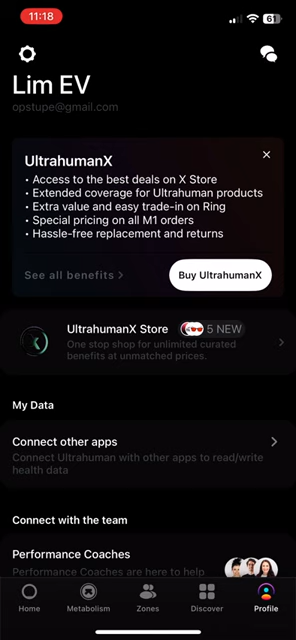 11:18
61
Lim EV
opstupe@gmail.com
UltrahumanX
• Access to the best deals on X Store
• Extended coverage for Ultrahuman products
• Extra value and easy trade-in on Ring
• Special pricing on all M1 orders
• Hassle-free replacement and returns
See all benefits >
Buy UltrahumanX
UltrahumanX Store
5 NEW
One stop shop for unlimited curated
benefits at unmatched prices.
My Data
Connect other apps
Connect Ultrahuman with other apps to read/write
health data
Connect with the team
Performance Coaches
Performance Coaches are here to help
Home
Metabolism
Zones
Discover
Profile